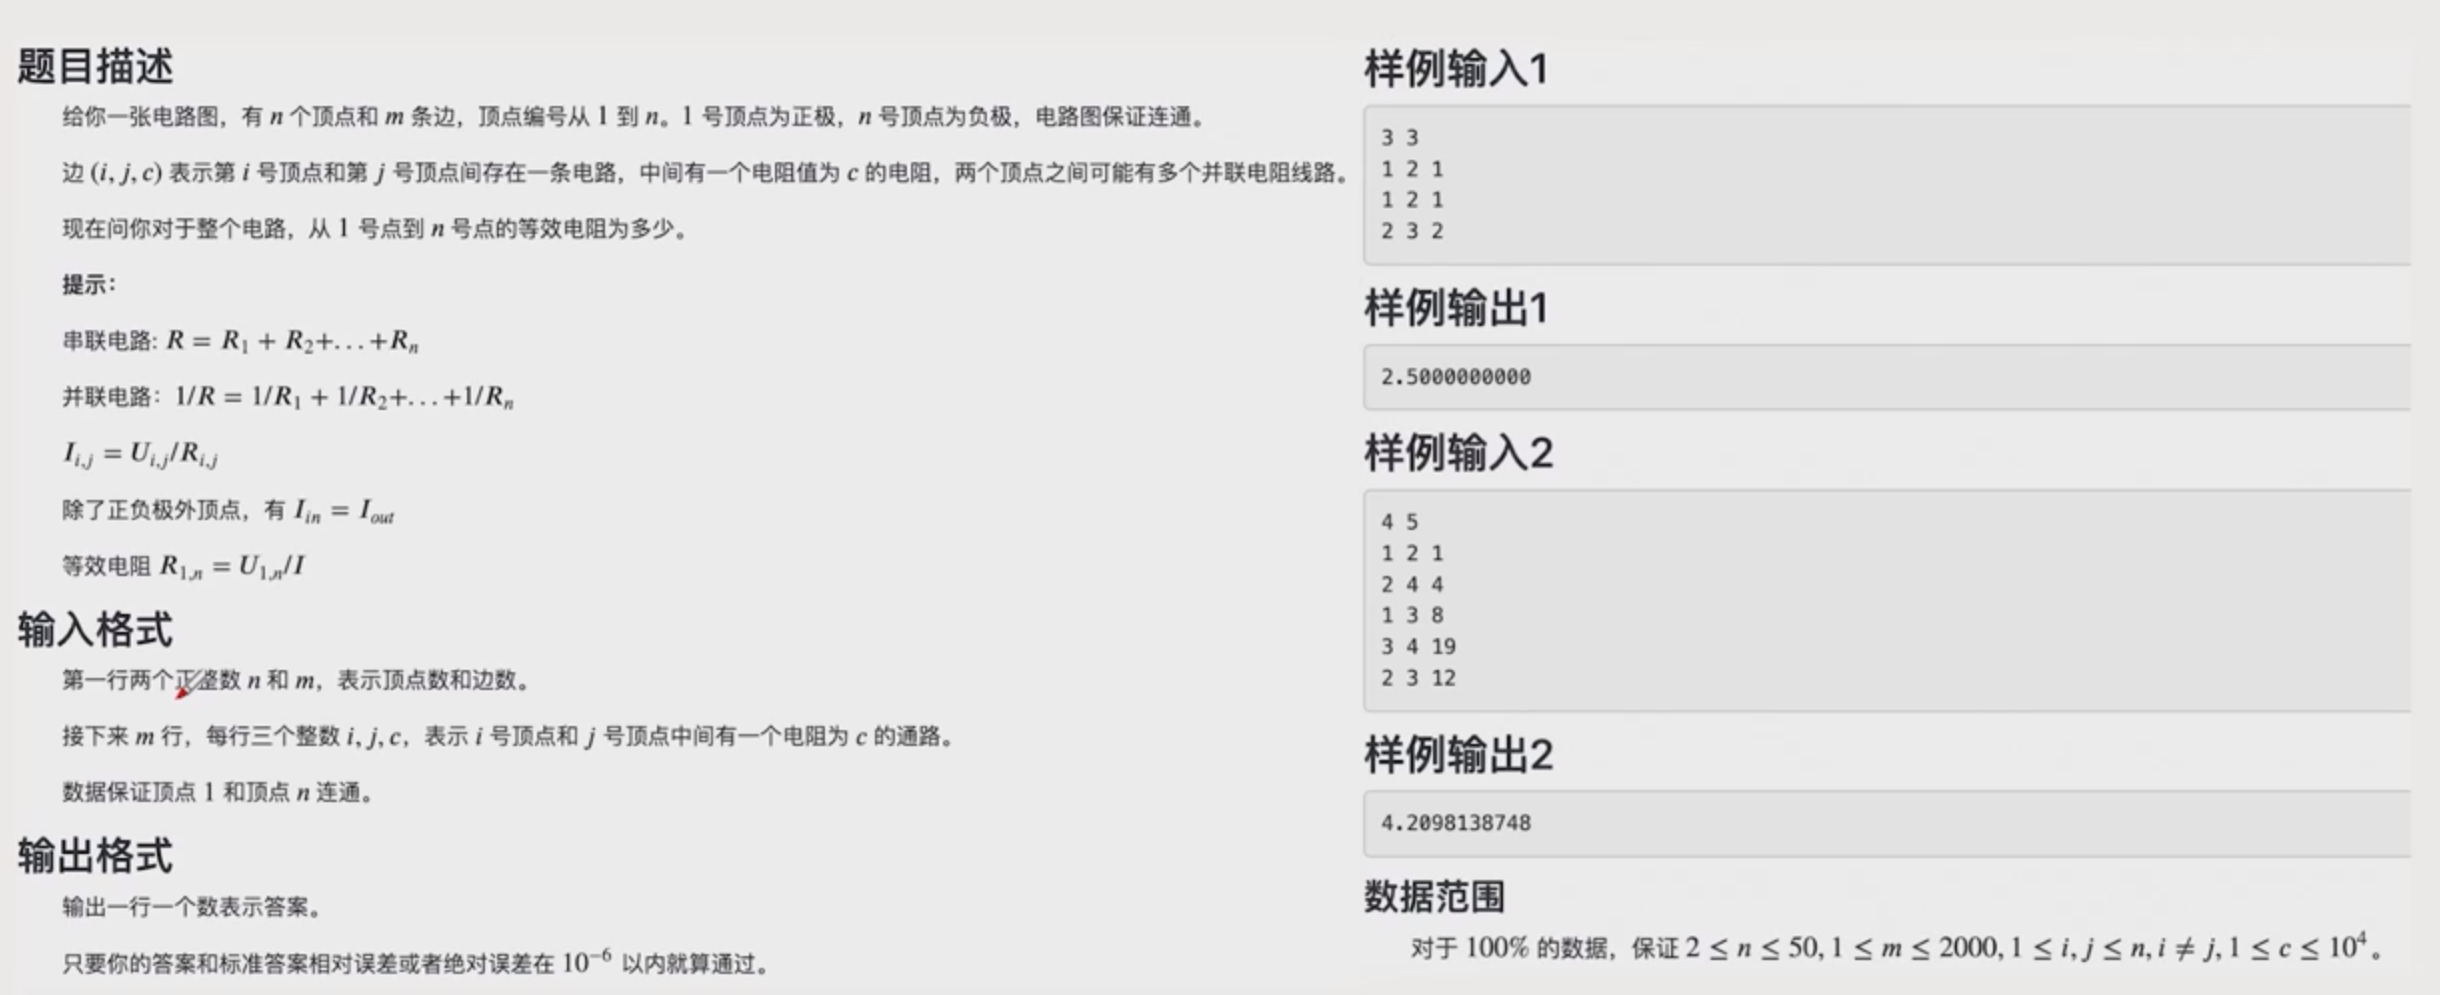 题目描述
给你一张电路图，有 n 个顶点和 m 条边，顶点编号从 1 到 n。1 号顶点为正极，n 号顶点为负极，电路图保证连通。
边 (i, j, c) 表示第 i 号顶点和第 j 号顶点间存在一条电路，中间有一个电阻值为 c 的电阻，两个顶点之间可能有多个并联电阻线路。
现在问你对于整个电路，从 1 号点到 n 号点的等效电阻为多少。
提示：
串联电路: R = R₁ + R₂+. . . +Rₙ
并联电路：1/R = 1/R₁ + 1/R₂+. . . +1/Rₙ
I_{i,j} = U_{i,j}/R_{i,j}
除了正负极外顶点，有 I_{in} = I_{out}
等效电阻 R_{1,n} = U_{1,n}/I
输入格式
第一行两个正整数 n 和 m，表示顶点数和边数。
接下来 m 行，每行三个整数 i, j, c，表示 i 号顶点和 j 号顶点中间有一个电阻为 c 的通路。
数据保证顶点 1 和顶点 n 连通。
输出格式
输出一行一个数表示答案。
只要你的答案和标准答案相对误差或者绝对误差在 10⁻⁶ 以内就算通过。
样例输入1
3 3
1 2 1
1 2 1
2 3 2
样例输出1
2.5000000000
样例输入2
4 5
1 2 1
2 4 4
1 3 8
3 4 19
2 3 12
样例输出2
4.2098138748
数据范围
对于 100% 的数据，保证 2 ≤ n ≤ 50, 1 ≤ m ≤ 2000, 1 ≤ i, j ≤ n, i ≠ j, 1 ≤ c ≤ 10⁴。